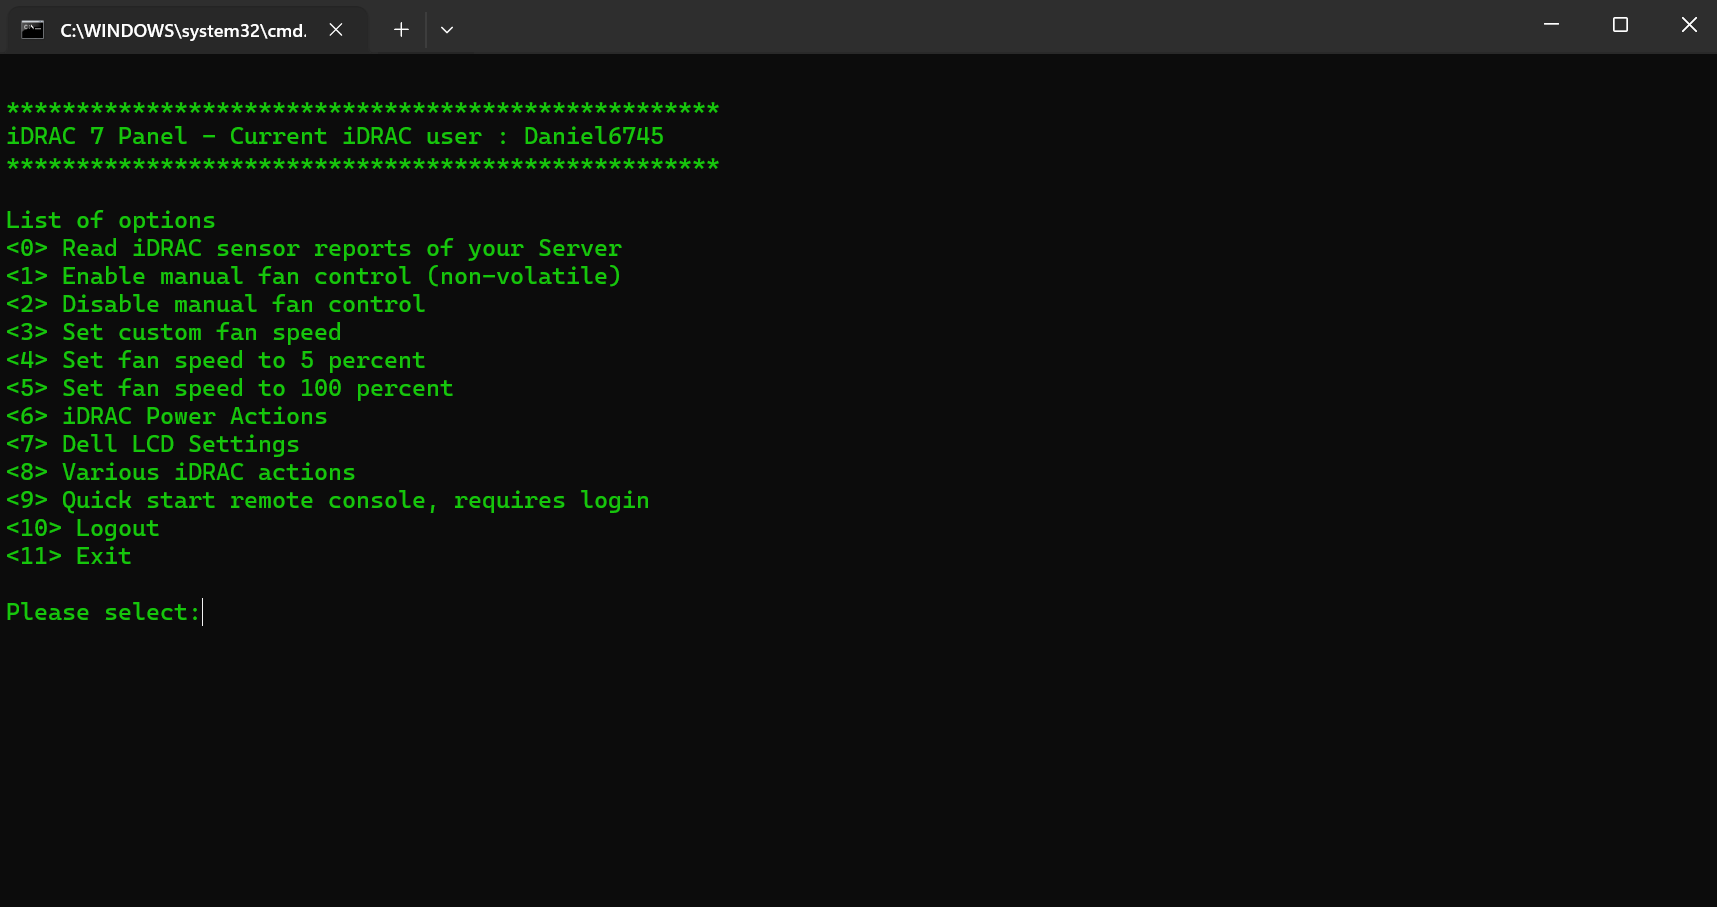 C:\WINDOWS\system32\cmd.
***************************************************
iDRAC 7 Panel - Current iDRAC user : Daniel6745
***************************************************
List of options
<0> Read iDRAC sensor reports of your Server
<1> Enable manual fan control (non-volatile)
<2> Disable manual fan control
<3> Set custom fan speed
<4> Set fan speed to 5 percent
<5> Set fan speed to 100 percent
<6> iDRAC Power Actions
<7> Dell LCD Settings
<8> Various iDRAC actions
<9> Quick start remote console, requires login
<10> Logout
<11> Exit
Please select: